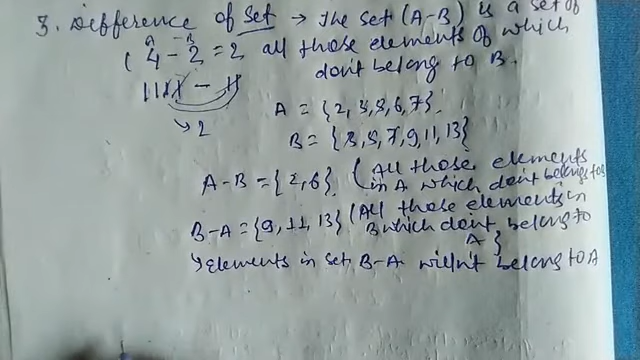 3. Difference of Set → The set (A-B) is a set of
A - B
( 4 - 2 = 2 all those elements of which
don't belong to B.
→ 2
A = {2, 3, 5, 6, 7}
B = {3, 5, 7, 9, 11, 13}
A-B = {2, 6} (All those elements
in A which don't belongs to B
B-A = {9, 11, 13} (All those elements in
B which don't belong to
A }
→ Elements in set B-A will n't belong to A